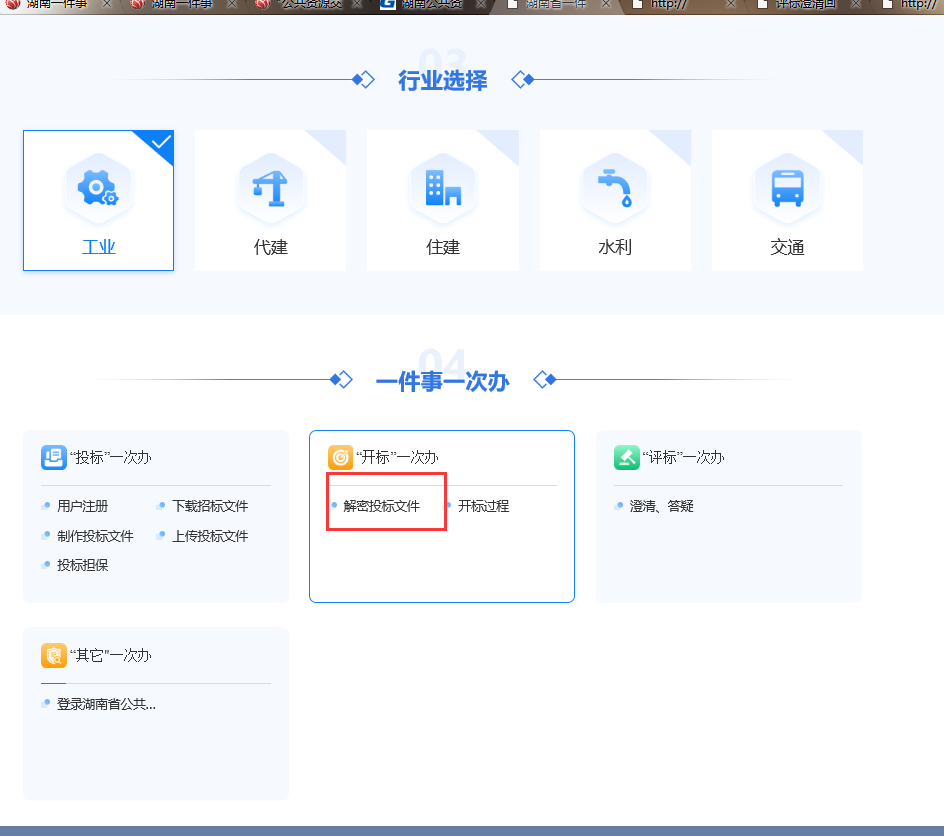 湖南一件事 湖南一件事 "公共资源交 湖南公共资 湖南省一件 http:// 评标澄清回 http://
03
行业选择
工业 代建 住建 水利 交通
04
一件事一次办
“投标”一次办 “开标”一次办 “评标”一次办
用户注册 下载招标文件 解密投标文件 开标过程 澄清、答疑
制作投标文件 上传投标文件
投标担保
“其它"一次办
登录湖南省公共...